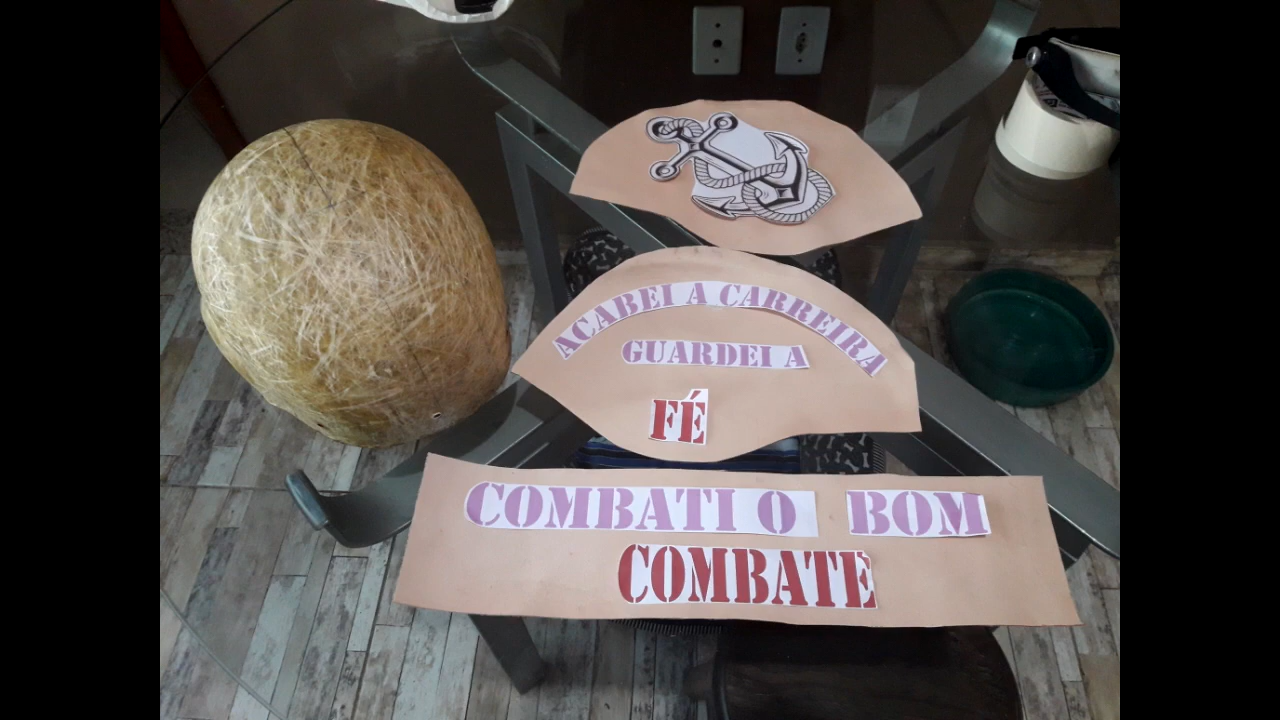 ACABEI A CARREIRA
GUARDEI A
FÉ
COMBATI O BOM
COMBATE